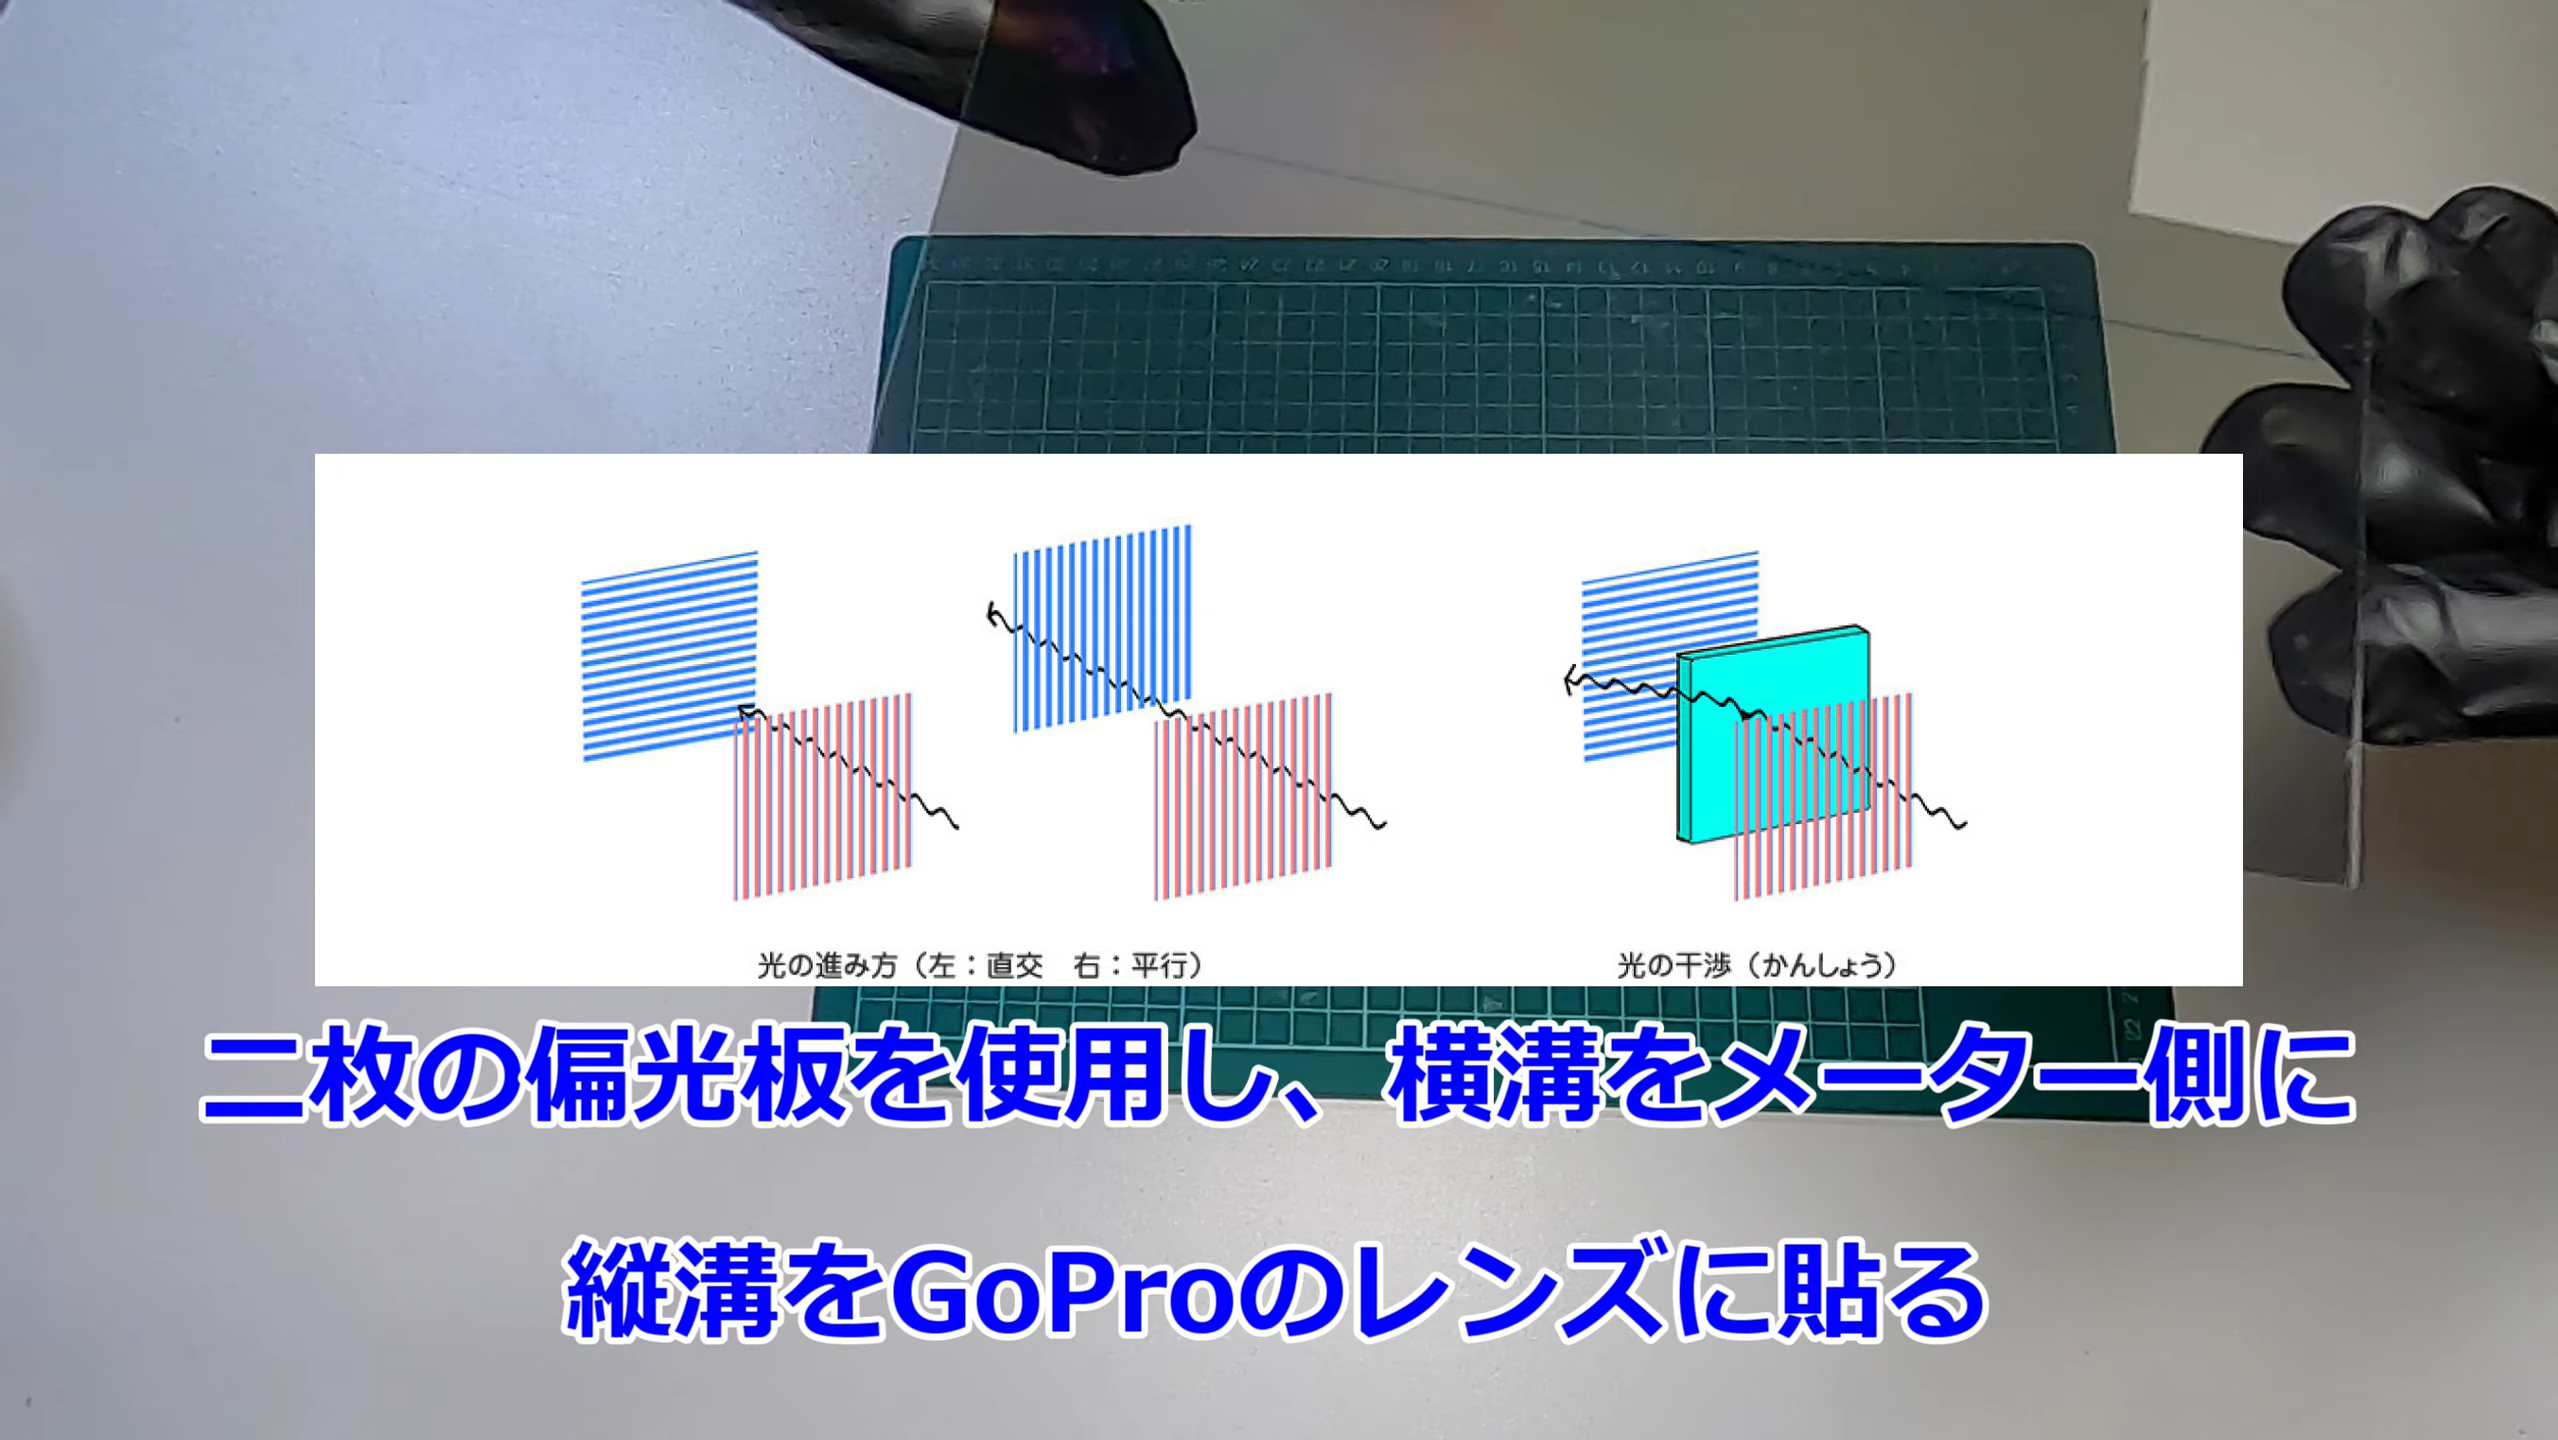 光の進み方（左：直交　右：平行）
光の干渉（かんしょう）
二枚の偏光板を使用し、横溝をメーター側に
縦溝をGoProのレンズに貼る